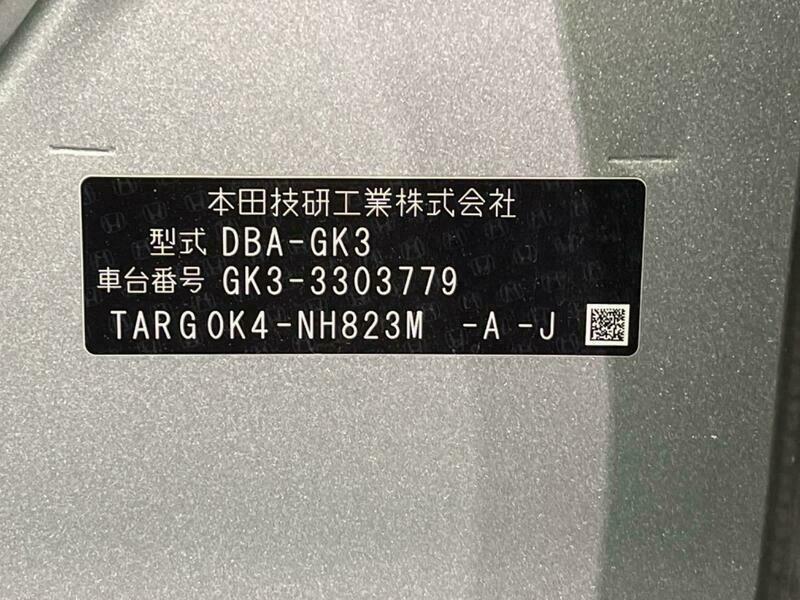 本田技研工業株式会社
型式 DBA-GK3
車台番号 GK3-3303779
TARG0K4-NH823M -A -J